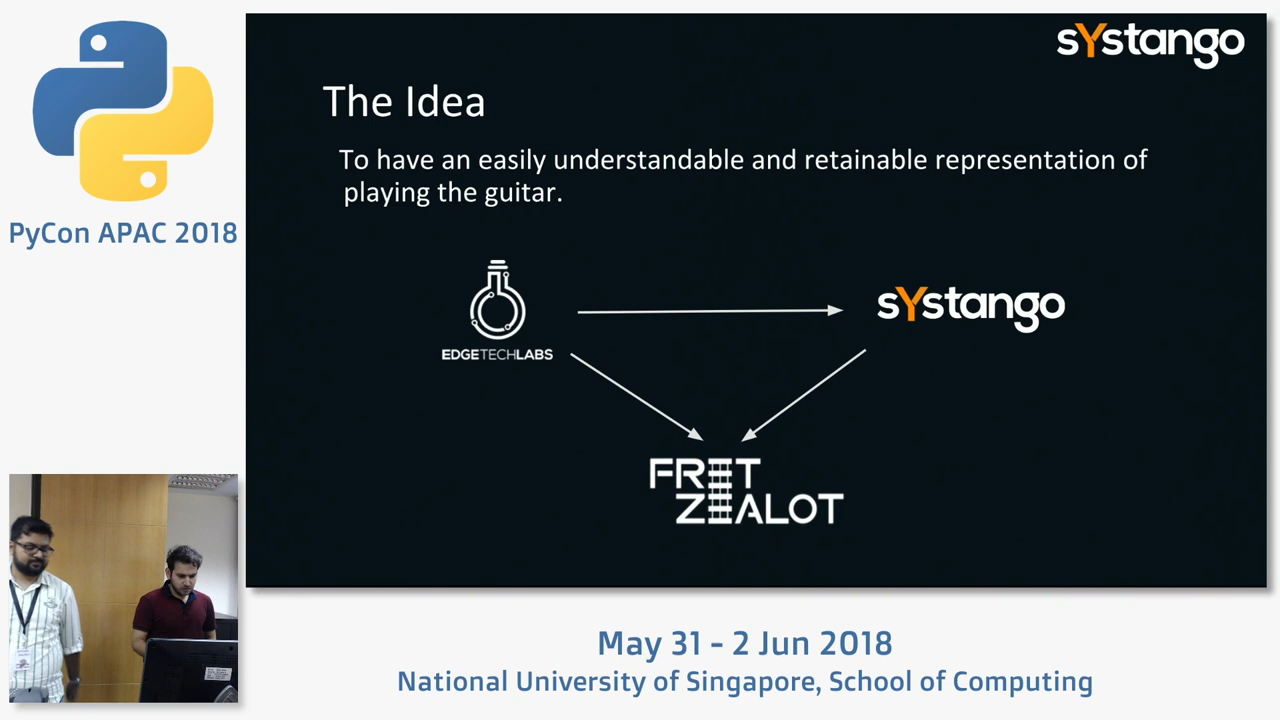 sYstango
The Idea
To have an easily understandable and retainable representation of
playing the guitar.
EDGETECHLABS
sYstango
FRET
ZEALOT
PyCon APAC 2018
May 31 - 2 Jun 2018
National University of Singapore, School of Computing